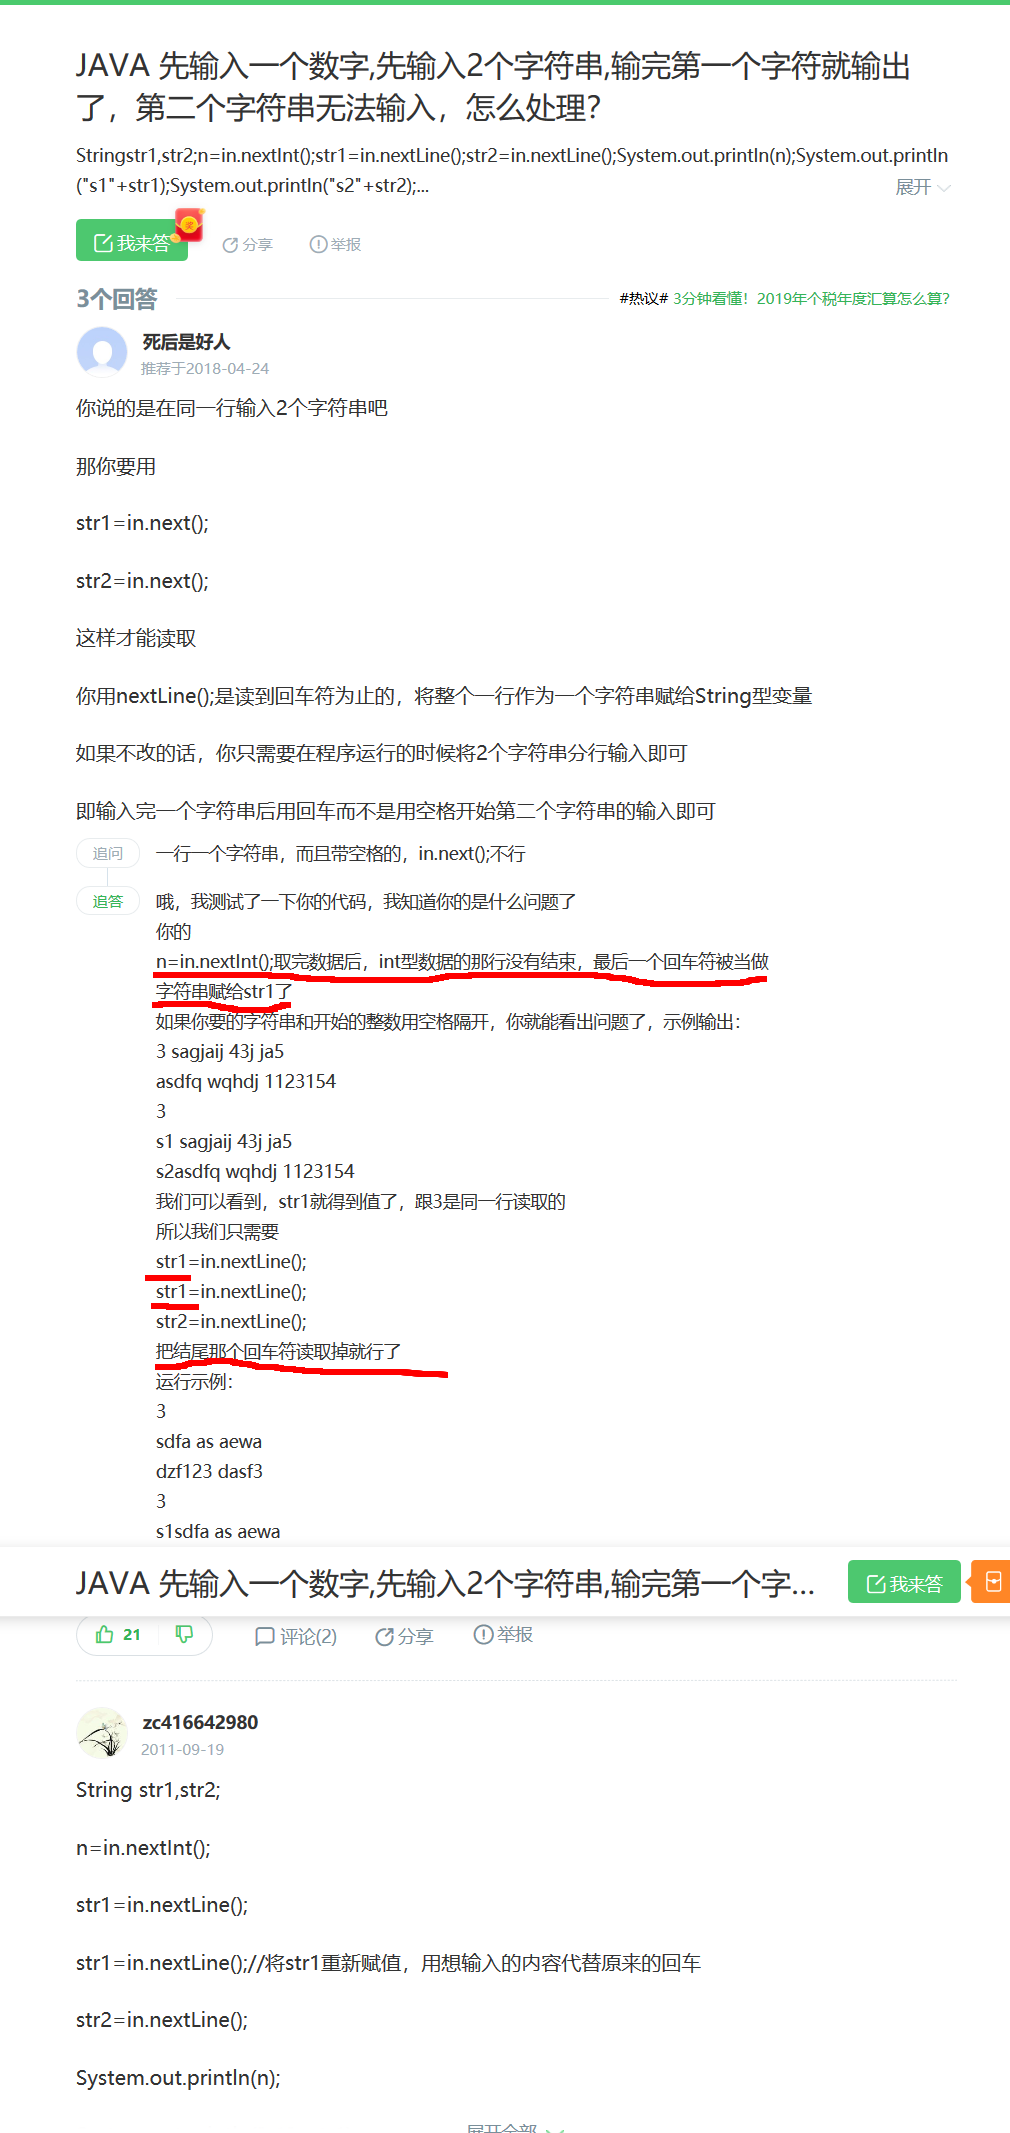 JAVA 先输入一个数字,先输入2个字符串,输完第一个字符就输出
了，第二个字符串无法输入，怎么处理？
Stringstr1,str2;n=in.nextInt();str1=in.nextLine();str2=in.nextLine();System.out.println(n);System.out.println
("s1"+str1);System.out.println("s2"+str2);...
展开
我来答
奖
分享
举报
3个回答
#热议# 3分钟看懂！2019年个税年度汇算怎么算?
死后是好人
推荐于2018-04-24
你说的是在同一行输入2个字符串吧
那你要用
str1=in.next();
str2=in.next();
这样才能读取
你用nextLine();是读到回车符为止的，将整个一行作为一个字符串赋给String型变量
如果不改的话，你只需要在程序运行的时候将2个字符串分行输入即可
即输入完一个字符串后用回车而不是用空格开始第二个字符串的输入即可
追问 一行一个字符串，而且带空格的，in.next();不行
追答 哦，我测试了一下你的代码，我知道你的是什么问题了
你的
n=in.nextInt();取完数据后，int型数据的那行没有结束，最后一个回车符被当做
字符串赋给str1了
如果你要的字符串和开始的整数用空格隔开，你就能看出问题了，示例输出：
3 sagjaij 43j ja5
asdfq wqhdj 1123154
3
s1 sagjaij 43j ja5
s2asdfq wqhdj 1123154
我们可以看到，str1就得到值了，跟3是同一行读取的
所以我们只需要
str1=in.nextLine();
str1=in.nextLine();
str2=in.nextLine();
把结尾那个回车符读取掉就行了
运行示例：
3
sdfa as aewa
dzf123 dasf3
3
s1sdfa as aewa
JAVA 先输入一个数字,先输入2个字符串,输完第一个字...
我来答
21
评论(2)
分享
举报
zc416642980
2011-09-19
String str1,str2;
n=in.nextInt();
str1=in.nextLine();
str1=in.nextLine();//将str1重新赋值，用想输入的内容代替原来的回车
str2=in.nextLine();
System.out.println(n);
展开全部